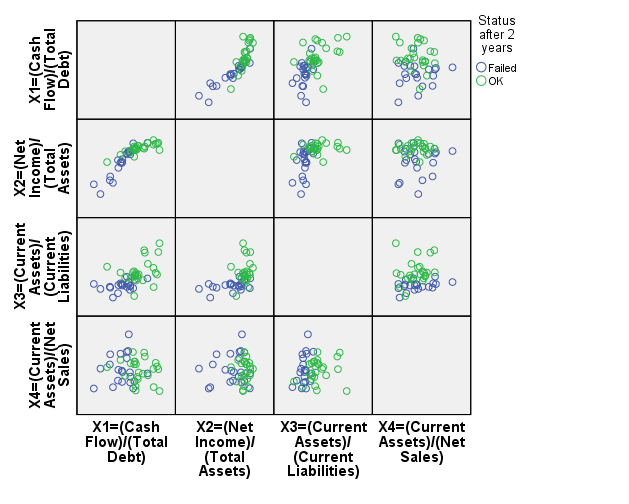 Status
after 2
years
Failed
OK
X1=(Cash
Flow)/(Total
Debt)
X2=(Net
Income)/
(Total
Assets)
X3=(Current
Assets)/
(Current
Liabilities)
X4=(Current
Assets)/(Net
Sales)
X1=(Cash
Flow)/(Total
Debt)
X2=(Net
Income)/
(Total
Assets)
X3=(Current
Assets)/
(Current
Liabilities)
X4=(Current
Assets)/(Net
Sales)